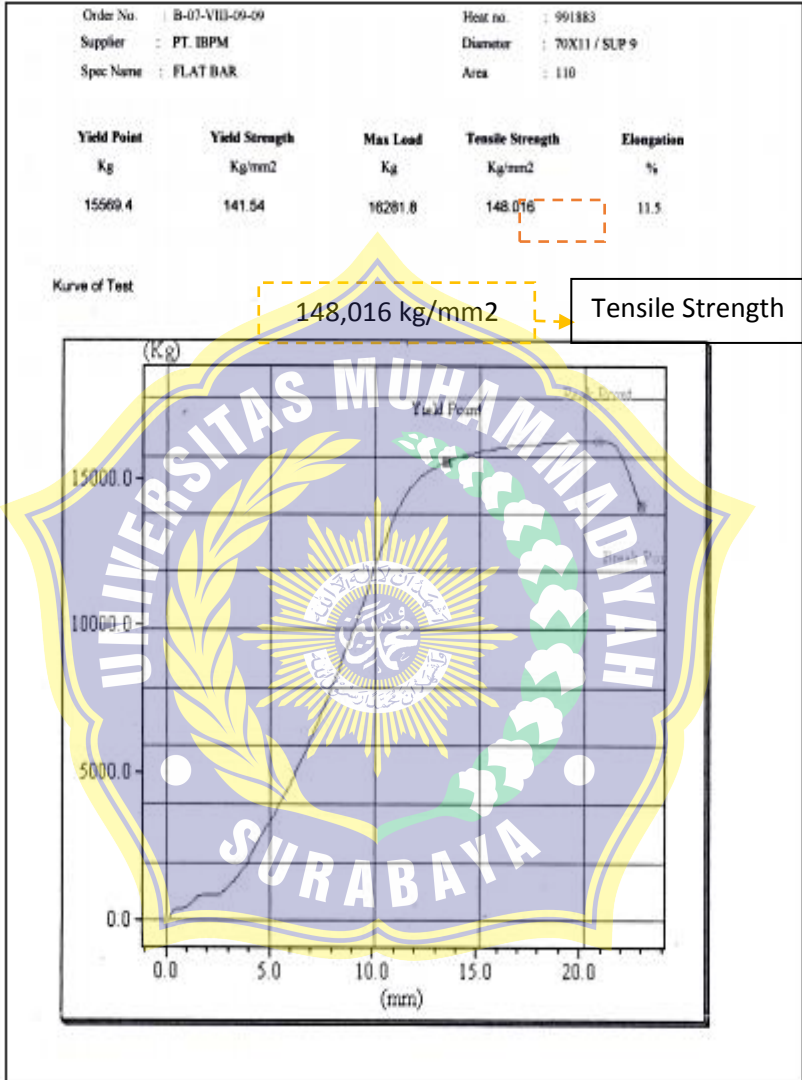 Order No. : B-07-VIII-09-09 Heat no. : 991883
Supplier : PT. IBPM Diameter : 70X11 / SUP 9
Spec Name : FLAT BAR Area : 110
Yield Point Yield Strength Max Load Tensile Strength Elongation
Kg Kg/mm2 Kg Kg/mm2 %
15569.4 141.54 16281.8 148.016 11.5
Kurve of Test
148,016 kg/mm2 Tensile Strength
(Kg)
Yield Point
15000.0
Break
10000.0
5000.0
0.0
0.0 5.0 10.0 15.0 20.0
(mm)
UNIVERSITAS MUHAMMADIYAH
SURABAYA